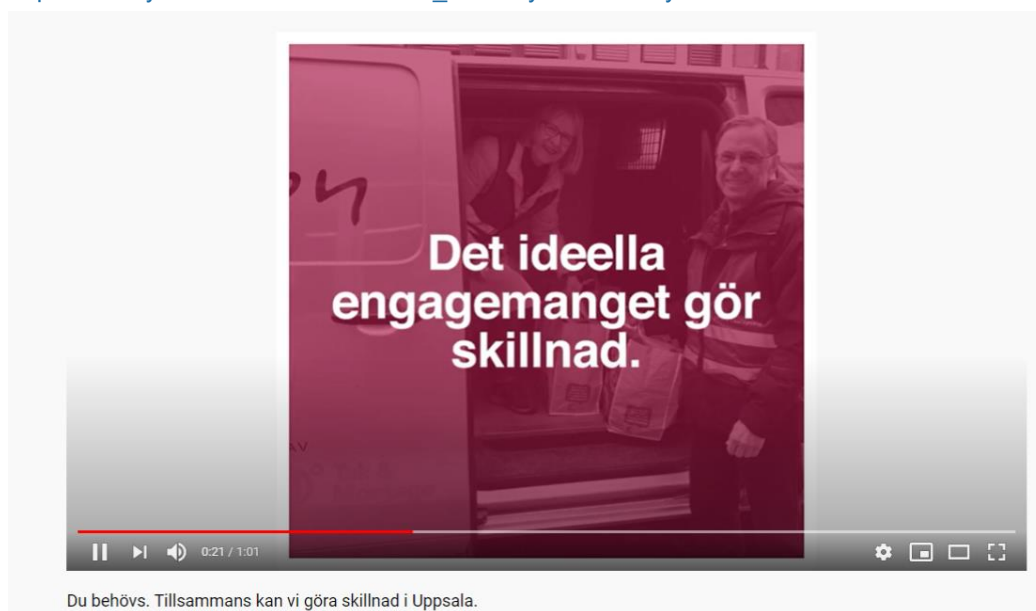 Det ideella
engagemanget gör
skillnad.
0:21 / 1:01
Du behövs. Tillsammans kan vi göra skillnad i Uppsala.